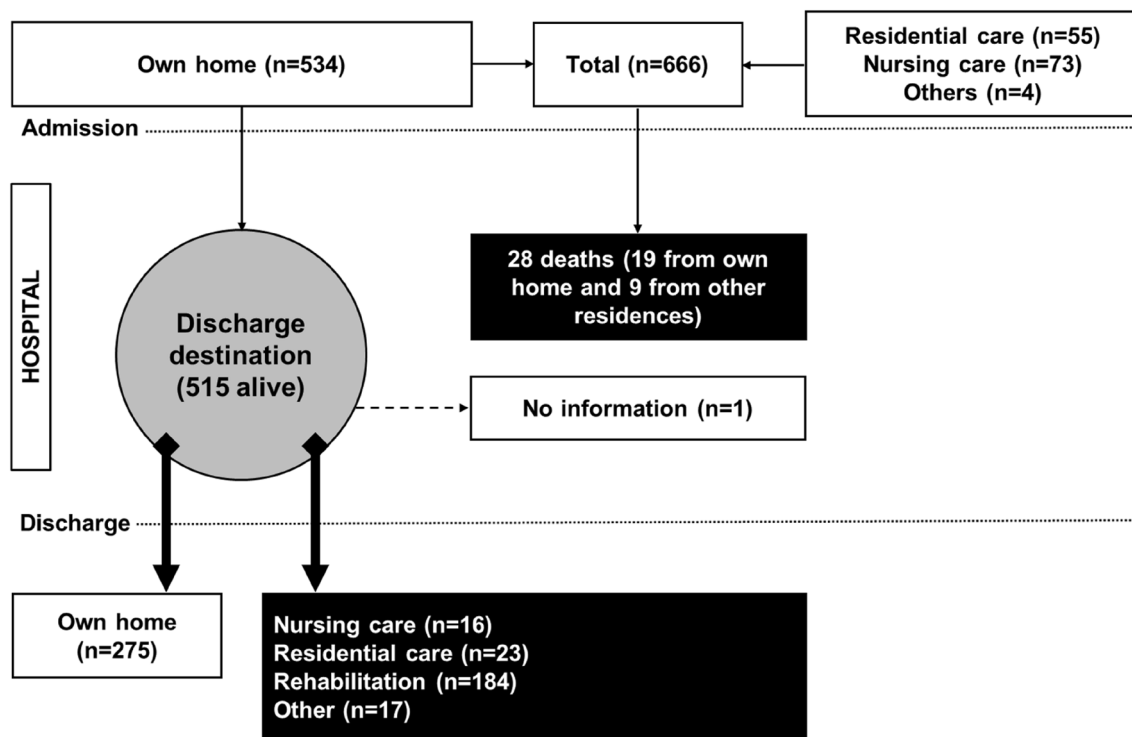 Own home (n=534)
Total (n=666)
Residential care (n=55)
Nursing care (n=73)
Others (n=4)
Admission
HOSPITAL
28 deaths (19 from own
home and 9 from other
residences)
Discharge
destination
(515 alive)
No information (n=1)
Discharge
Own home
(n=275)
Nursing care (n=16)
Residential care (n=23)
Rehabilitation (n=184)
Other (n=17)